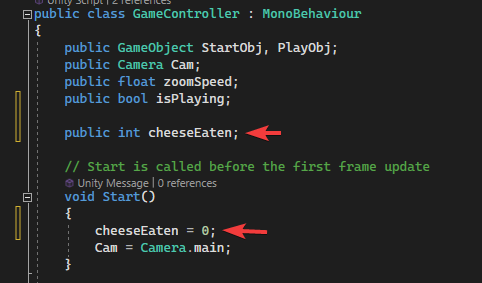 Unity Script | 2 references
public class GameController : MonoBehaviour
{
public GameObject StartObj, PlayObj;
public Camera Cam;
public float zoomSpeed;
public bool isPlaying;
public int cheeseEaten;
// Start is called before the first frame update
Unity Message | 0 references
void Start()
{
cheeseEaten = 0;
Cam = Camera.main;
}